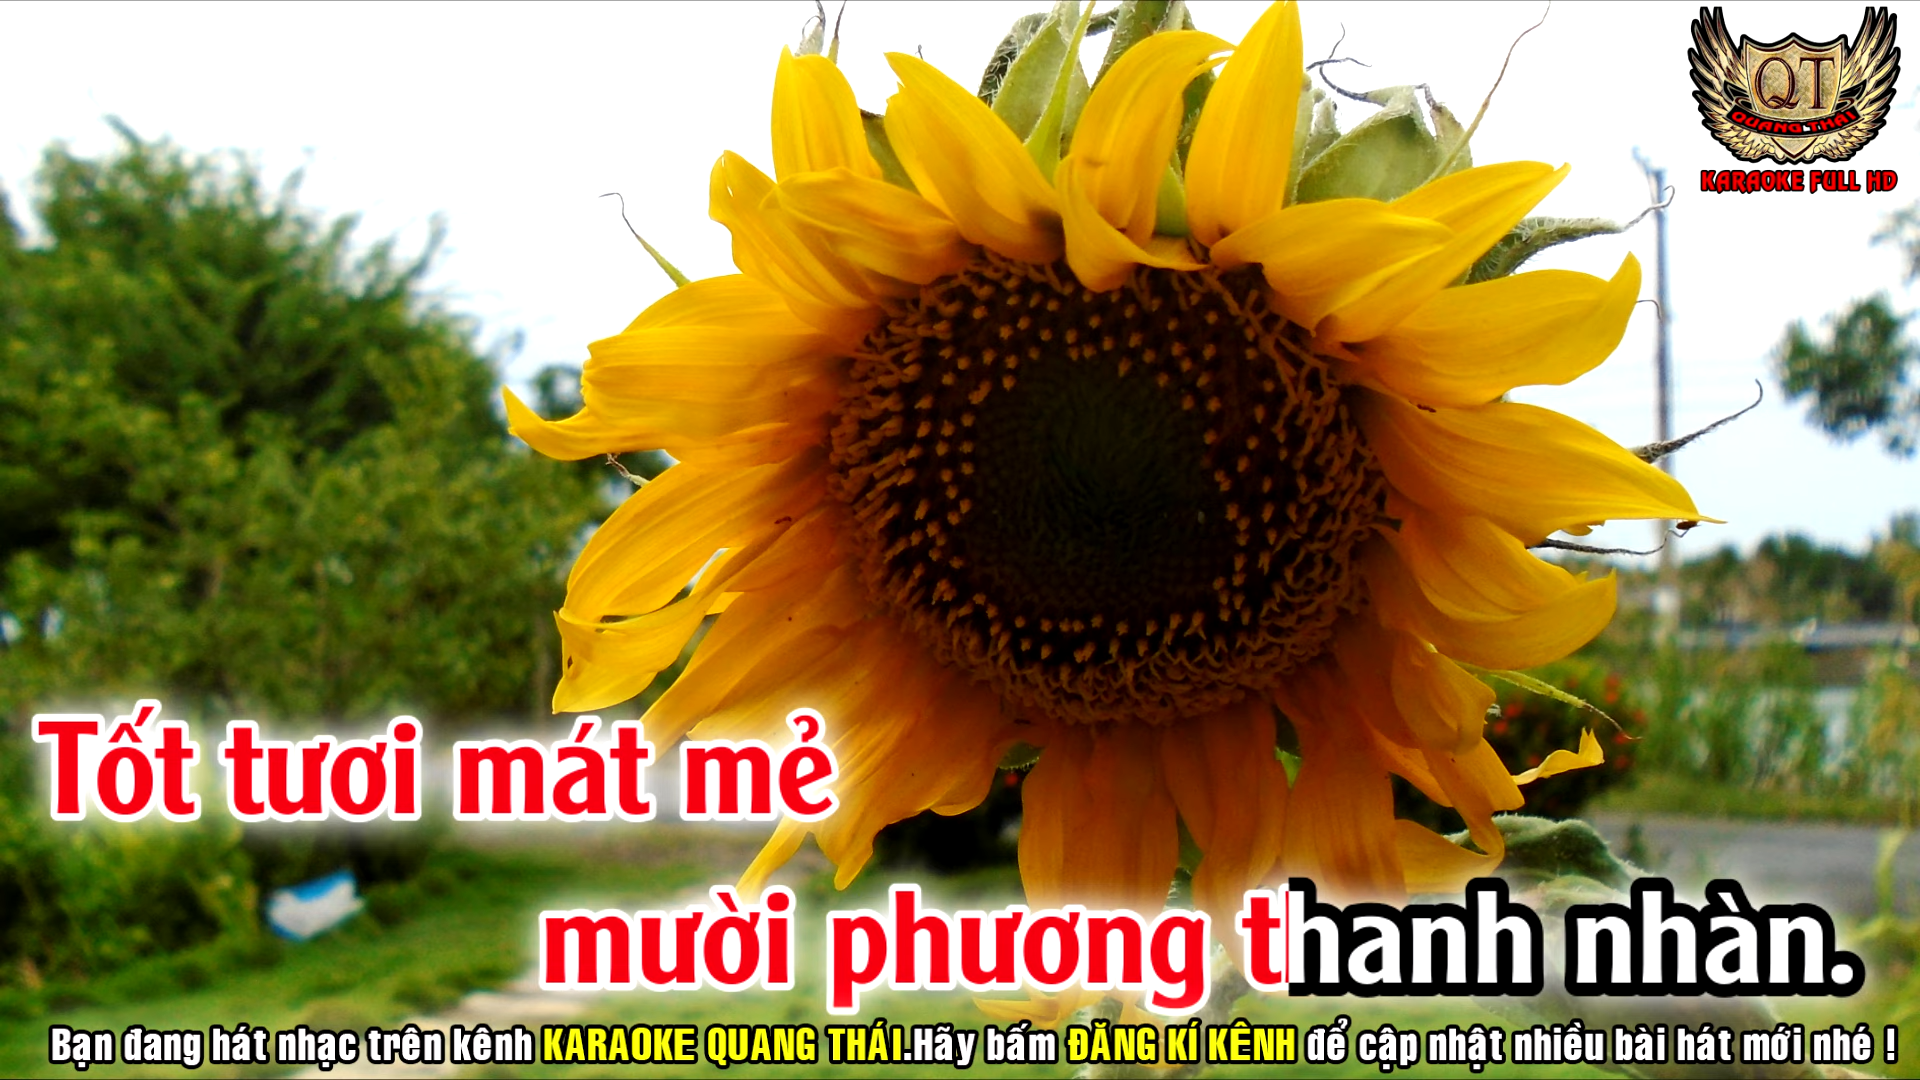 QT
QUANG THÁI
KARAOKE FULL HD
Tốt tươi mát mẻ
mười phương thanh nhàn.
Bạn đang hát nhạc trên kênh KARAOKE QUANG THÁI.Hãy bấm ĐĂNG KÍ KÊNH để cập nhật nhiều bài hát mới nhé !